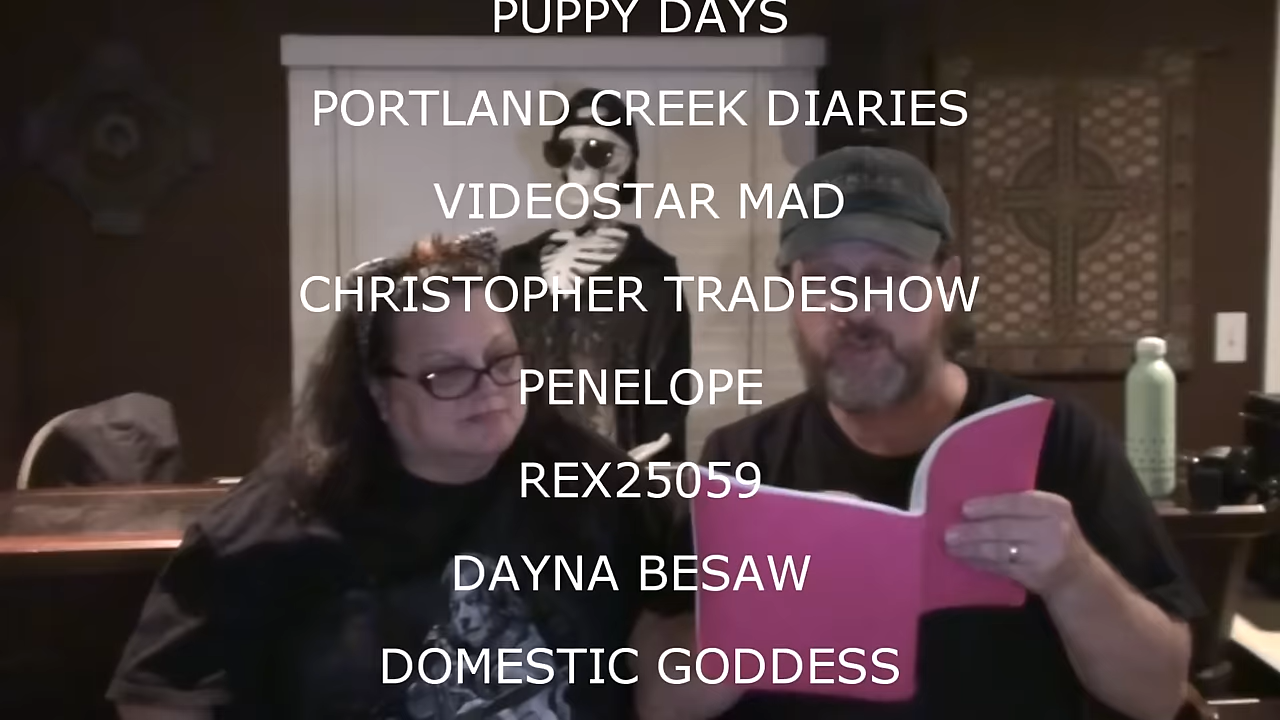 PUPPY DAYS
PORTLAND CREEK DIARIES
VIDEOSTAR MAD
CHRISTOPHER TRADESHOW
PENELOPE
REX25059
DAYNA BESAW
DOMESTIC GODDESS